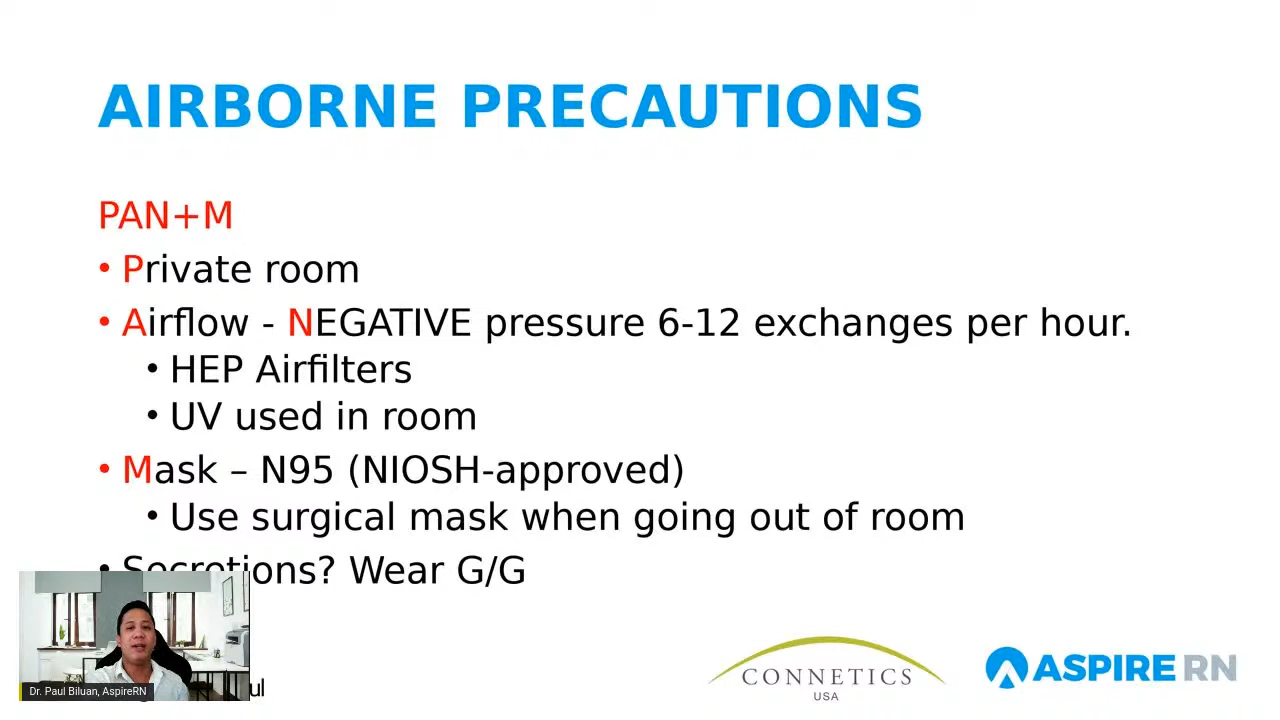 AIRBORNE PRECAUTIONS
PAN+M
• Private room
• Airflow - NEGATIVE pressure 6-12 exchanges per hour.
• HEP Airfilters
• UV used in room
• Mask – N95 (NIOSH-approved)
• Use surgical mask when going out of room
• Secretions? Wear G/G
Dr. Paul Biluan, AspireRN
CONNETICS
USA
ASPIRE RN